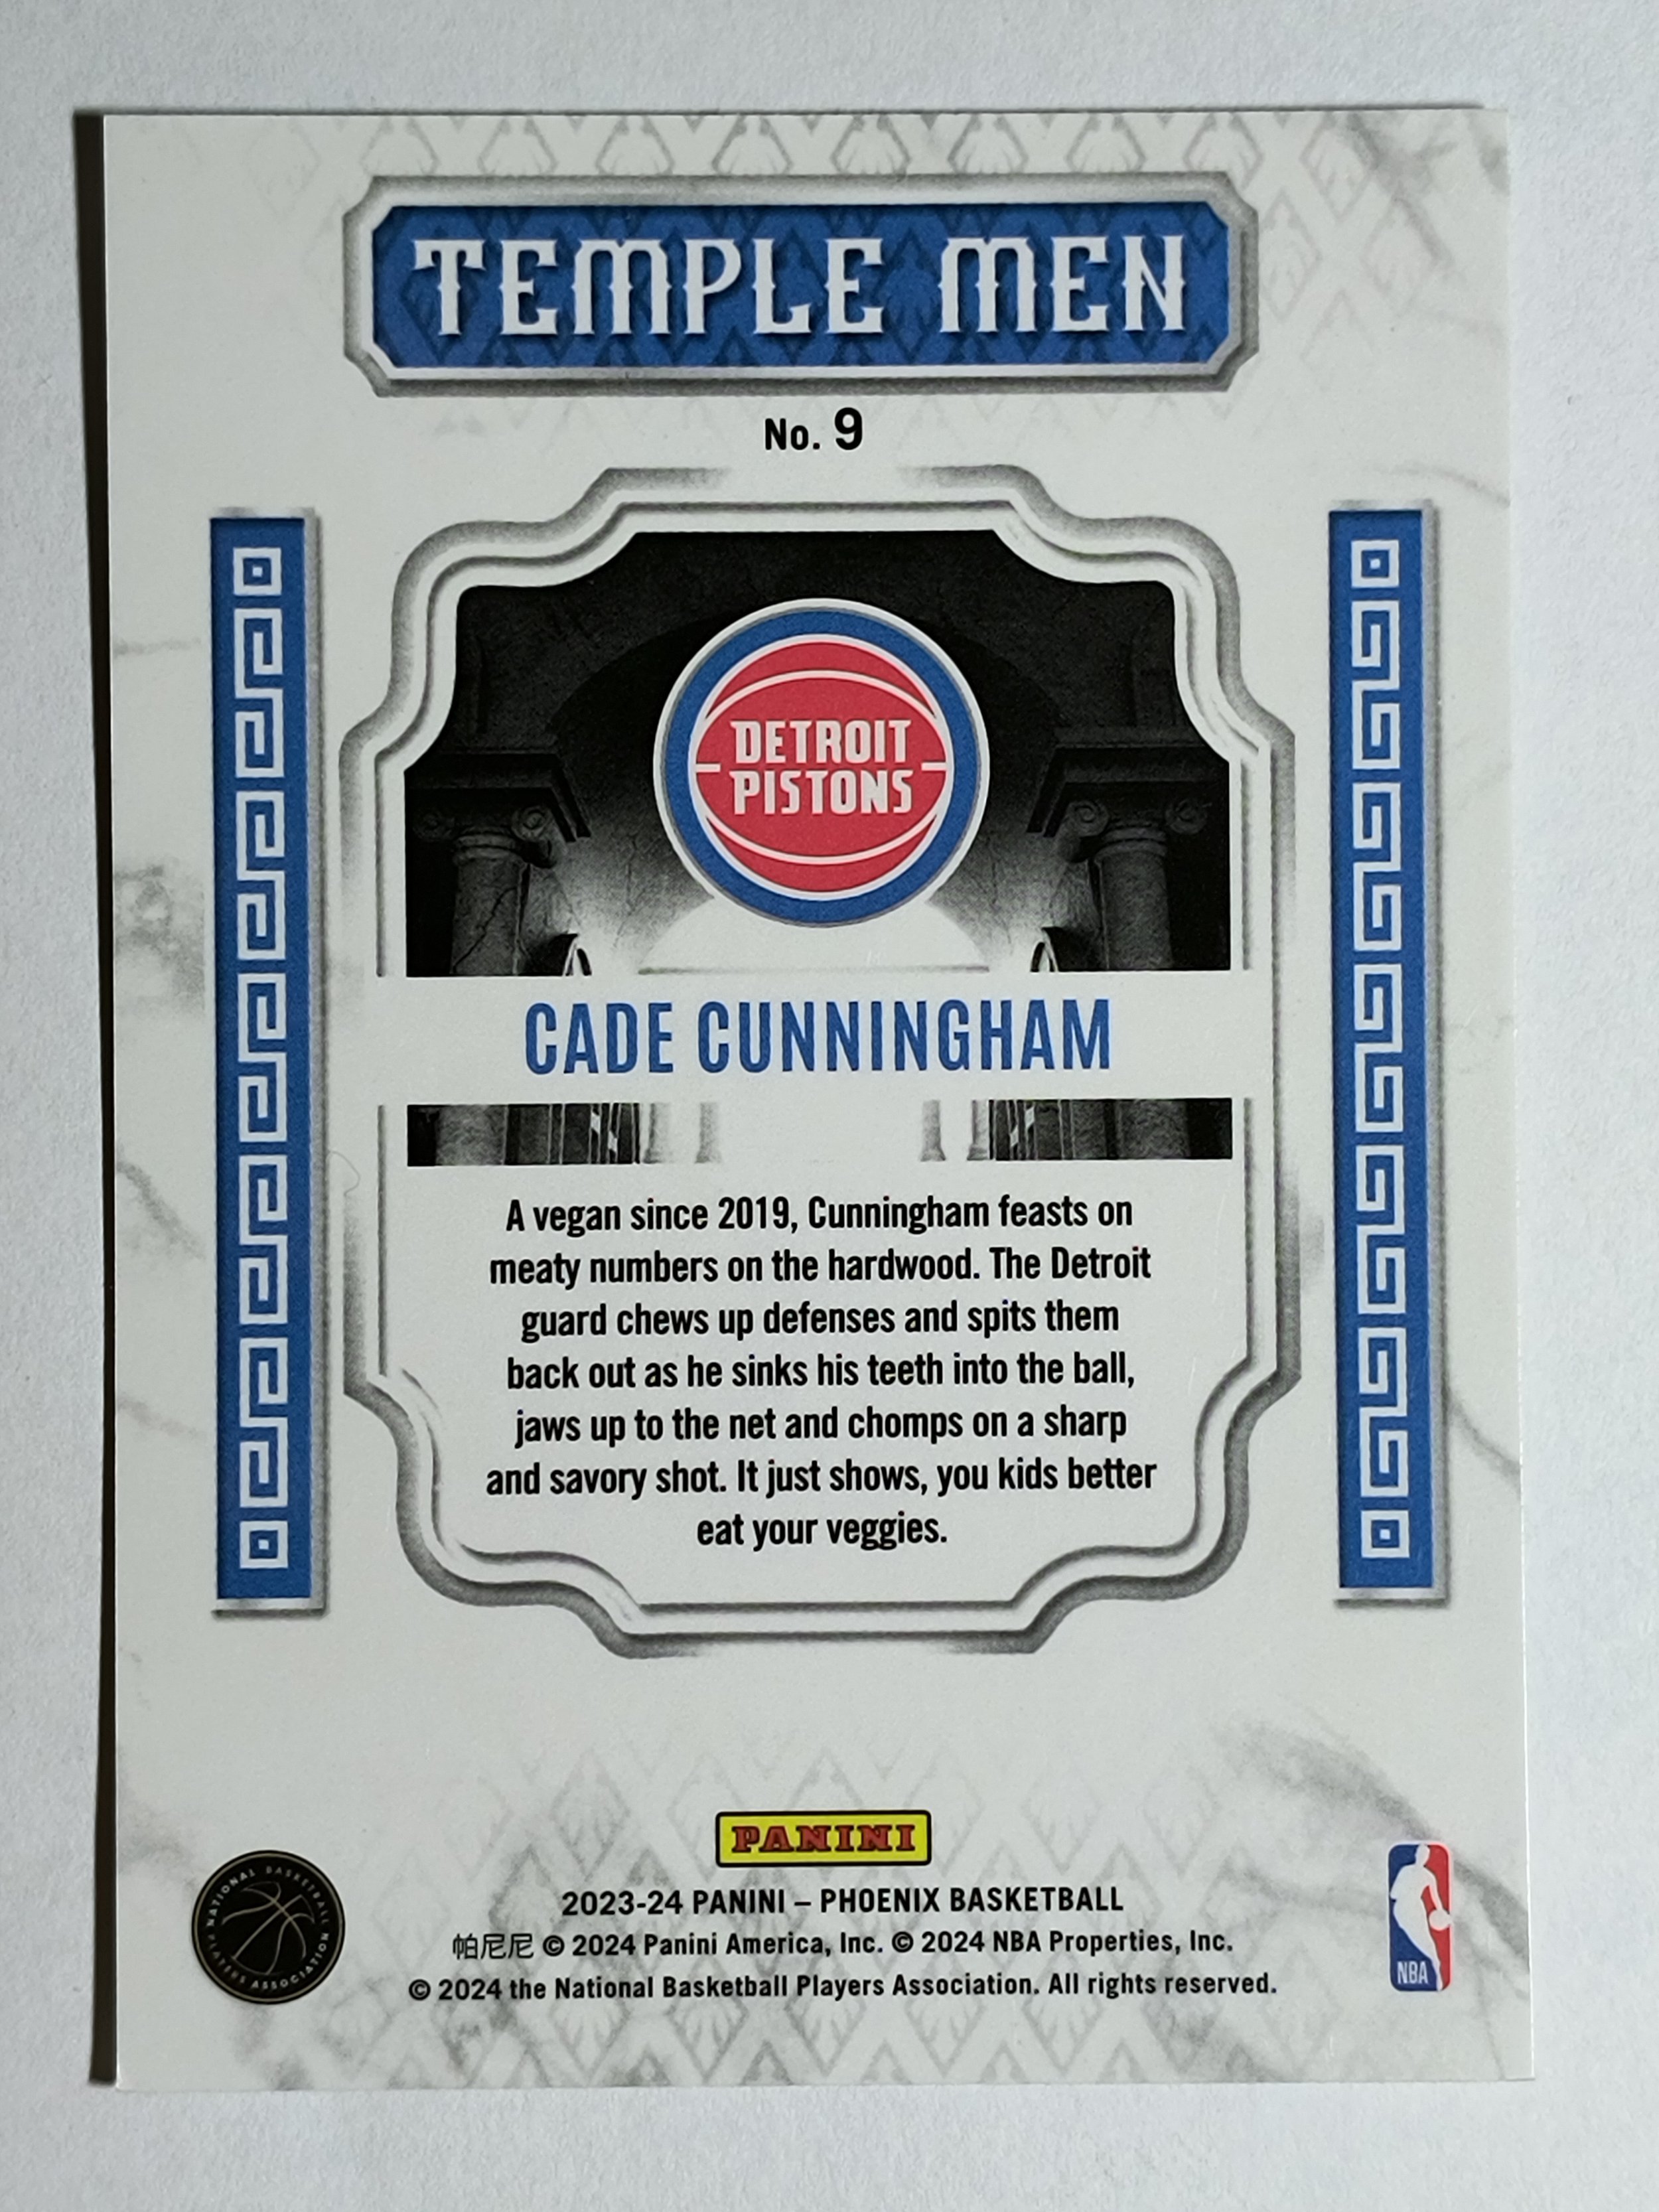 TEMPLE MEN
No. 9
DETROIT
PISTONS
CADE CUNNINGHAM
A vegan since 2019, Cunningham feasts on
meaty numbers on the hardwood. The Detroit
guard chews up defenses and spits them
back out as he sinks his teeth into the ball,
jaws up to the net and chomps on a sharp
and savory shot. It just shows, you kids better
eat your veggies.
PANINI
2023-24 PANINI – PHOENIX BASKETBALL
帕尼尼 © 2024 Panini America, Inc. © 2024 NBA Properties, Inc.
© 2024 the National Basketball Players Association. All rights reserved.
NATIONAL BASKETBALL PLAYERS ASSOCIATION
NBA